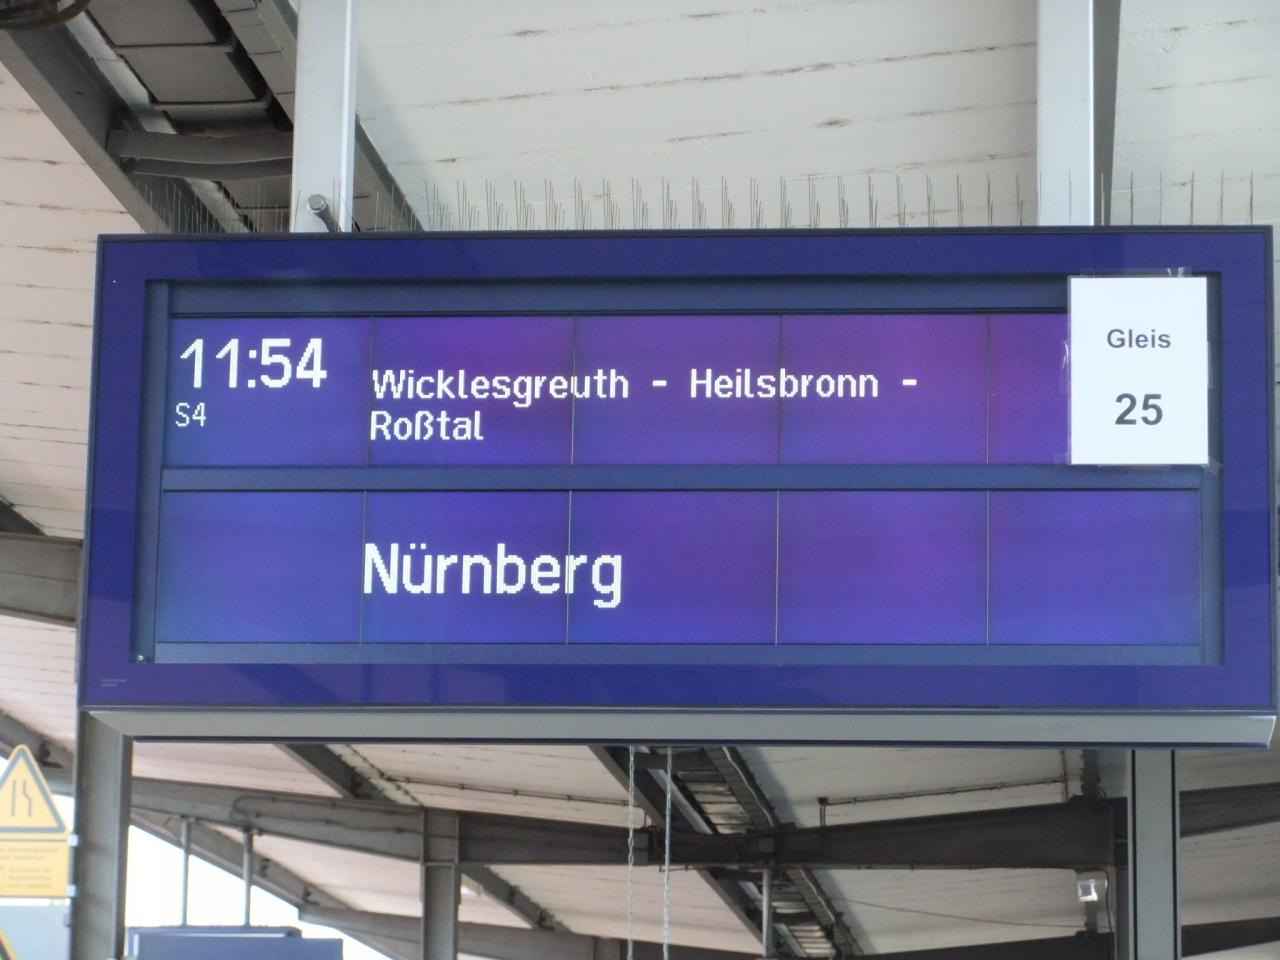 11:54
S4
Wicklesgreuth - Heilsbronn -
Roßtal
Gleis
25
Nürnberg